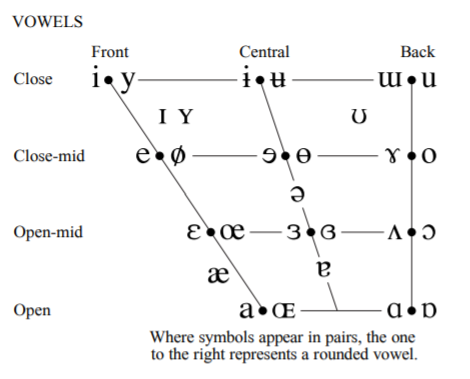 VOWELS
Front Central Back
Close i y ɨ ʉ ɯ u
ɪ ʏ ʊ
Close-mid e ø ɘ ɵ ɤ o
ə
Open-mid ɛ œ ɜ ɞ ʌ ɔ
æ ɐ
Open a ɶ ɑ ɒ
Where symbols appear in pairs, the one
to the right represents a rounded vowel.